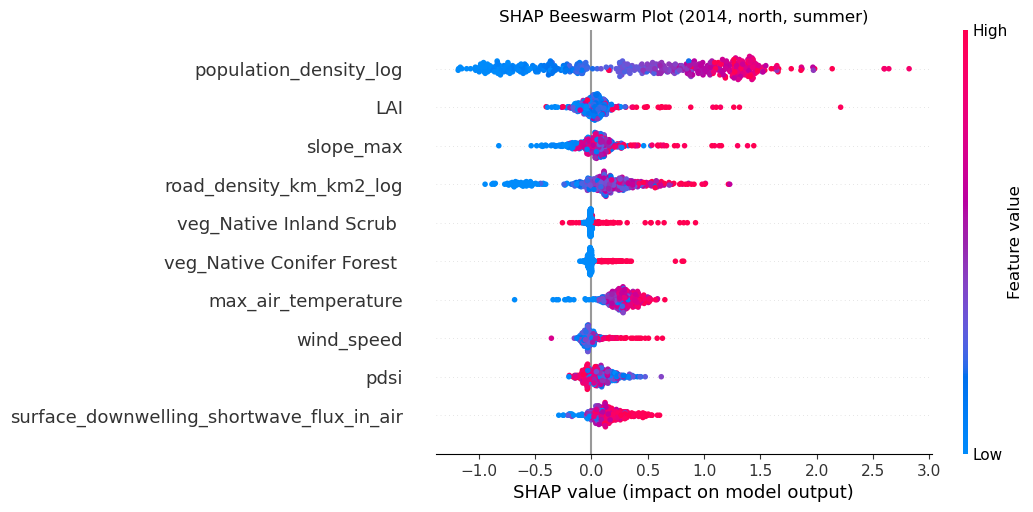 SHAP Beeswarm Plot (2014, north, summer)
High
population_density_log
LAI
slope_max
road_density_km_km2_log
veg_Native Inland Scrub
veg_Native Conifer Forest
max_air_temperature
wind_speed
pdsi
surface_downwelling_shortwave_flux_in_air
Feature value
Low
−1.0 −0.5 0.0 0.5 1.0 1.5 2.0 2.5 3.0
SHAP value (impact on model output)